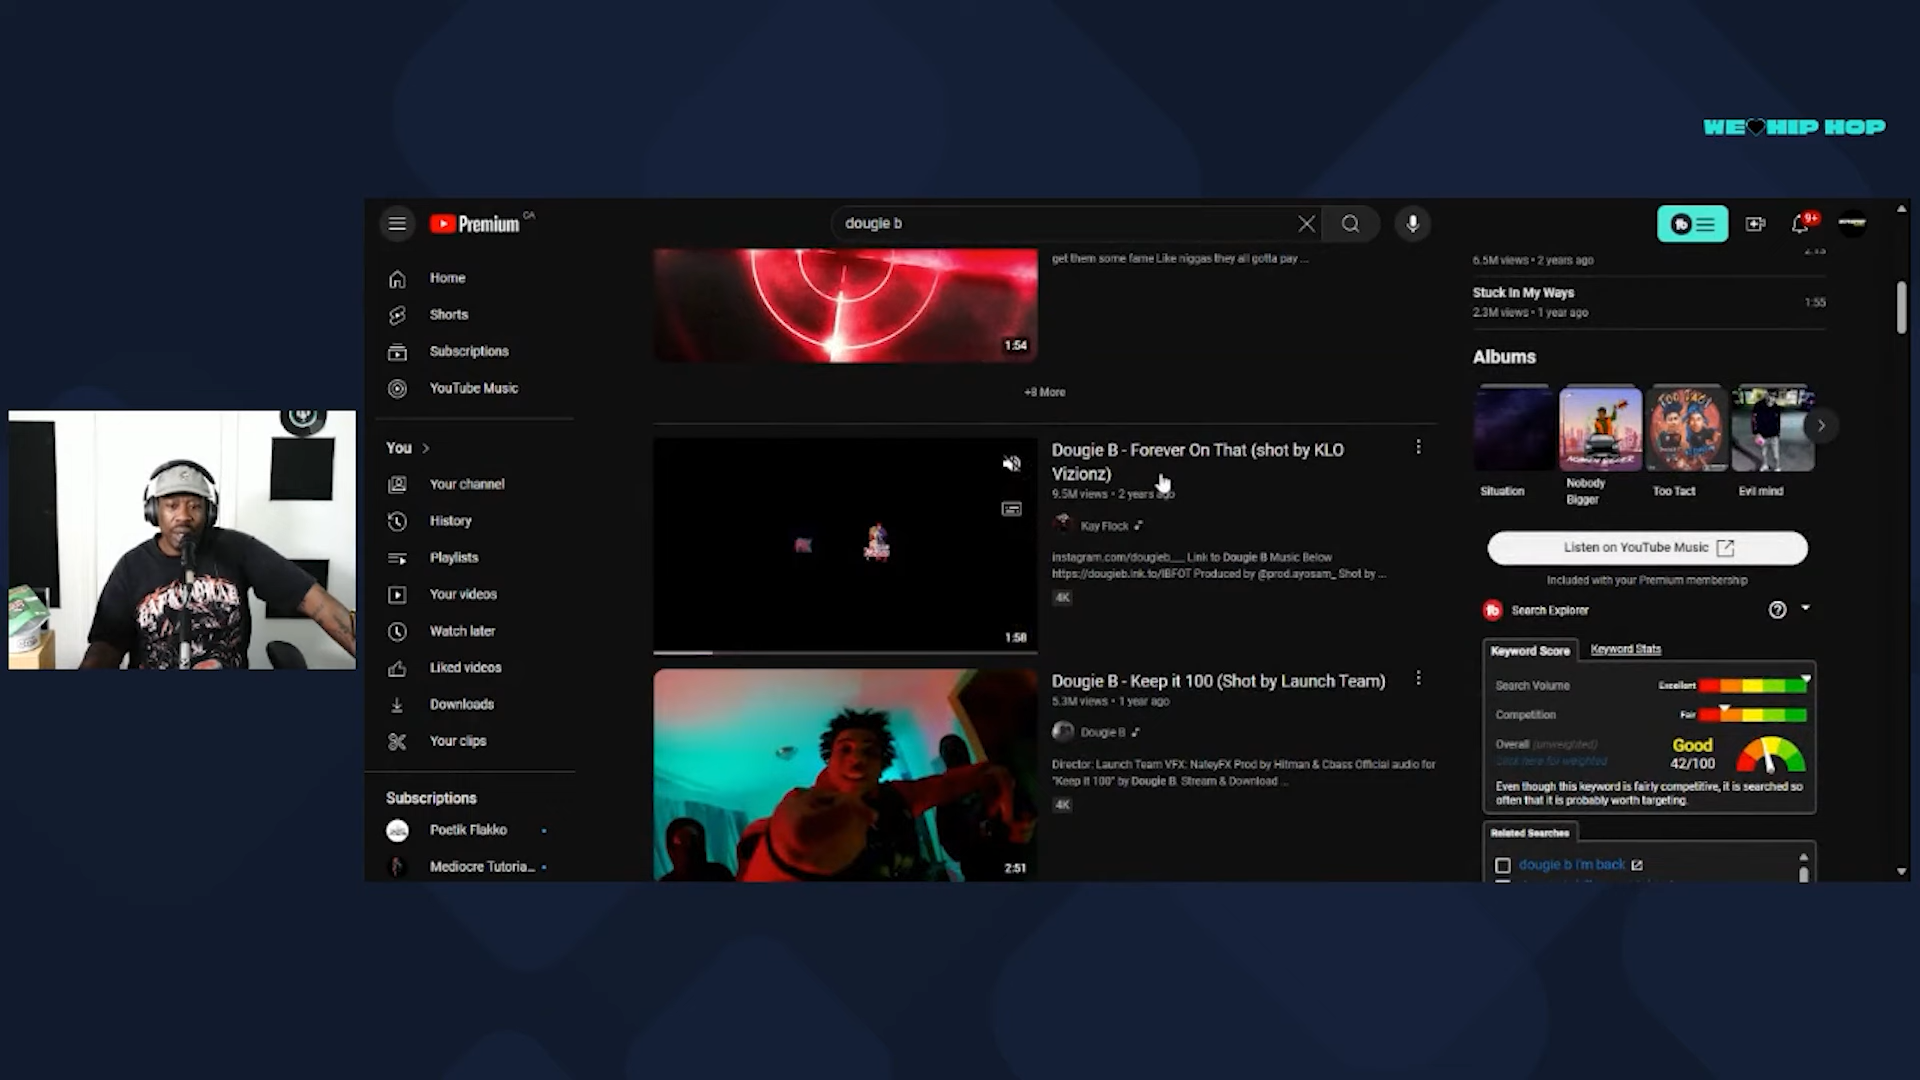 WE HIP HOP
Premium CA
dougie b
9+
Home
Shorts
Subscriptions
YouTube Music
You
Your channel
History
Playlists
Your videos
Watch later
Liked videos
Downloads
Your clips
Subscriptions
Poetik Flakko
Mediocre Tutoria...
1:54
get them some fame Like niggas they all gotta pay ...
+8 More
1:58
Dougie B - Forever On That (shot by KLO
Vizionz)
9.5M views • 2 years ago
Kay Flock
instagram.com/dougieb__ Link to Dougie B Music Below
https://dougieb.lnk.to/IBFOT Produced by @prod.ayosam_ Shot by ...
4K
2:51
Dougie B - Keep it 100 (Shot by Launch Team)
5.3M views • 1 year ago
Dougie B
Director: Launch Team VFX: NateyFX Prod by Hitman & Cbass Official audio for
"Keep It 100" by Dougie B. Stream & Download ...
4K
6.5M views • 2 years ago
Stuck In My Ways
1:55
2.3M views • 1 year ago
Albums
Situation
Nobody
Bigger
Too Tact
Evil mind
Listen on YouTube Music
Included with your Premium membership
Search Explorer
Keyword Score
Keyword Stats
Search Volume
Excellent
Competition
Fair
Overall (unweighted)
click here for weighted
Good
42/100
Even though this keyword is fairly competitive, it is searched so
often that it is probably worth targeting.
Related Searches
dougie b i'm back